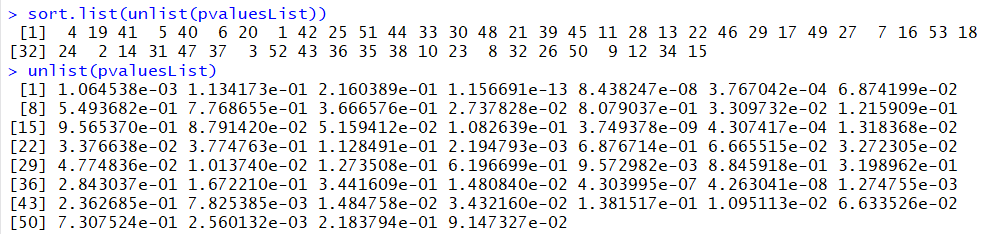 > sort.list(unlist(pvaluesList))
 [1]  4 19 41  5 40  6 20  1 42 25 51 44 33 30 48 21 39 45 11 28 13 22 46 29 17 49 27  7 16 53 18
[32] 24  2 14 31 47 37  3 52 43 36 35 38 10 23  8 32 26 50  9 12 34 15
> unlist(pvaluesList)
 [1] 1.064538e-03 1.134173e-01 2.160389e-01 1.156691e-13 8.438247e-08 3.767042e-04 6.874199e-02
 [8] 5.493682e-01 7.768655e-01 3.666576e-01 2.737828e-02 8.079037e-01 3.309732e-02 1.215909e-01
[15] 9.565370e-01 8.791420e-02 5.159412e-02 1.082639e-01 3.749378e-09 4.307417e-04 1.318368e-02
[22] 3.376638e-02 3.774763e-01 1.128491e-01 2.194793e-03 6.876714e-01 6.665515e-02 3.272305e-02
[29] 4.774836e-02 1.013740e-02 1.273508e-01 6.196699e-01 9.572982e-03 8.845918e-01 3.198962e-01
[36] 2.843037e-01 1.672210e-01 3.441609e-01 1.480840e-02 4.303995e-07 4.263041e-08 1.274755e-03
[43] 2.362685e-01 7.825385e-03 1.484758e-02 3.432160e-02 1.381517e-01 1.095113e-02 6.633526e-02
[50] 7.307524e-01 2.560132e-03 2.183794e-01 9.147327e-02